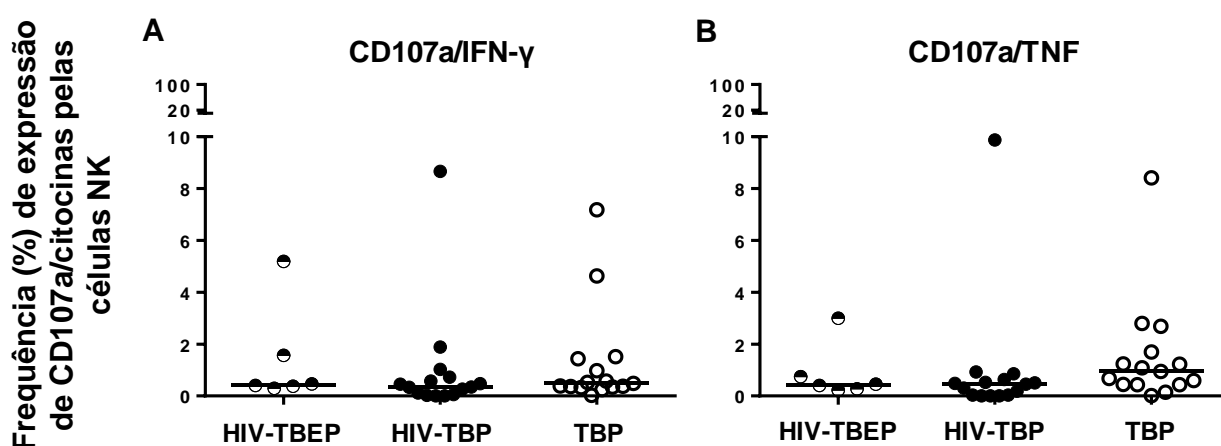 Frequência (%) de expressão
de CD107a/citocinas pelas
células NK
A
CD107a/IFN-γ
100
20
10
8
6
4
2
0
HIV-TBEP HIV-TBP TBP
B
CD107a/TNF
100
20
10
8
6
4
2
0
HIV-TBEP HIV-TBP TBP